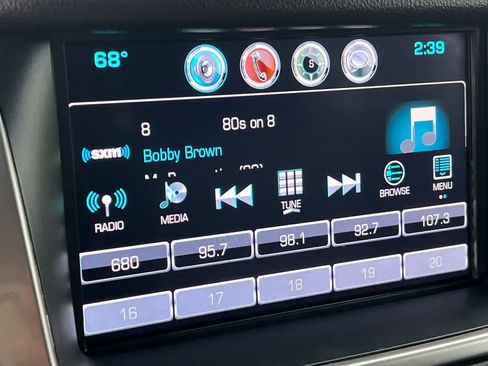 68° 2:39
S
8 80s on 8
sxm Bobby Brown
RADIO MEDIA TUNE BROWSE MENU
680 95.7 98.1 92.7 107.3
16 17 18 19 20